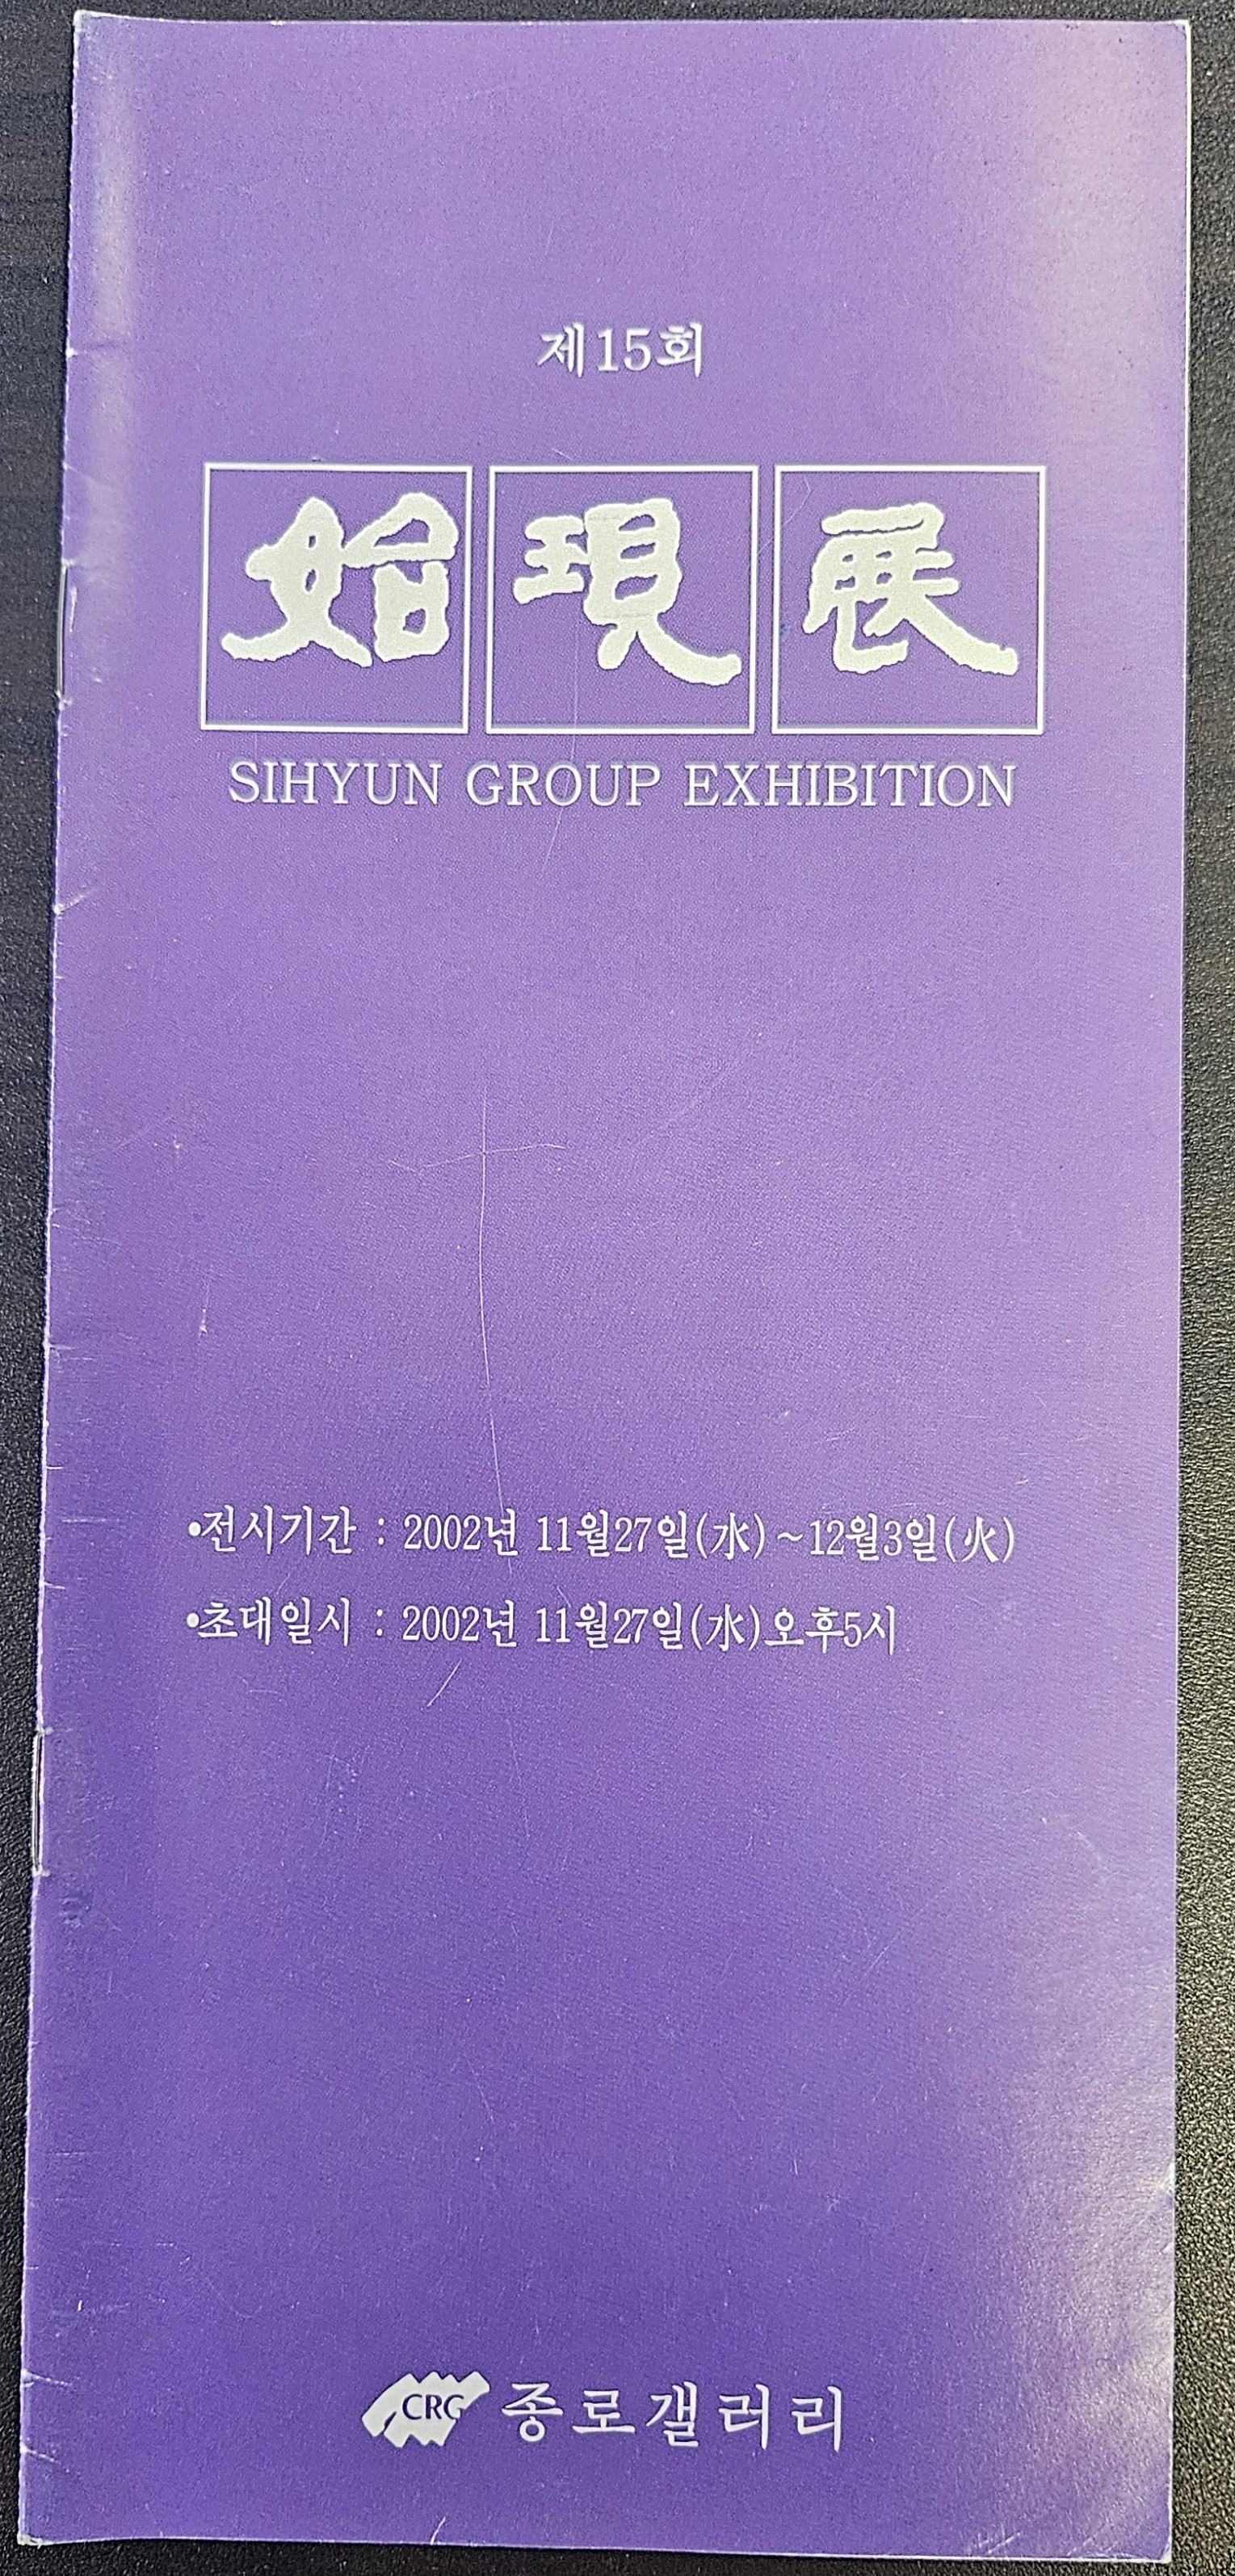 제15회
始現展
SIHYUN GROUP EXHIBITION
•전시기간 : 2002년 11월27일(水)~12월3일(火)
•초대일시 : 2002년 11월27일(水)오후5시
CRG 종로갤러리